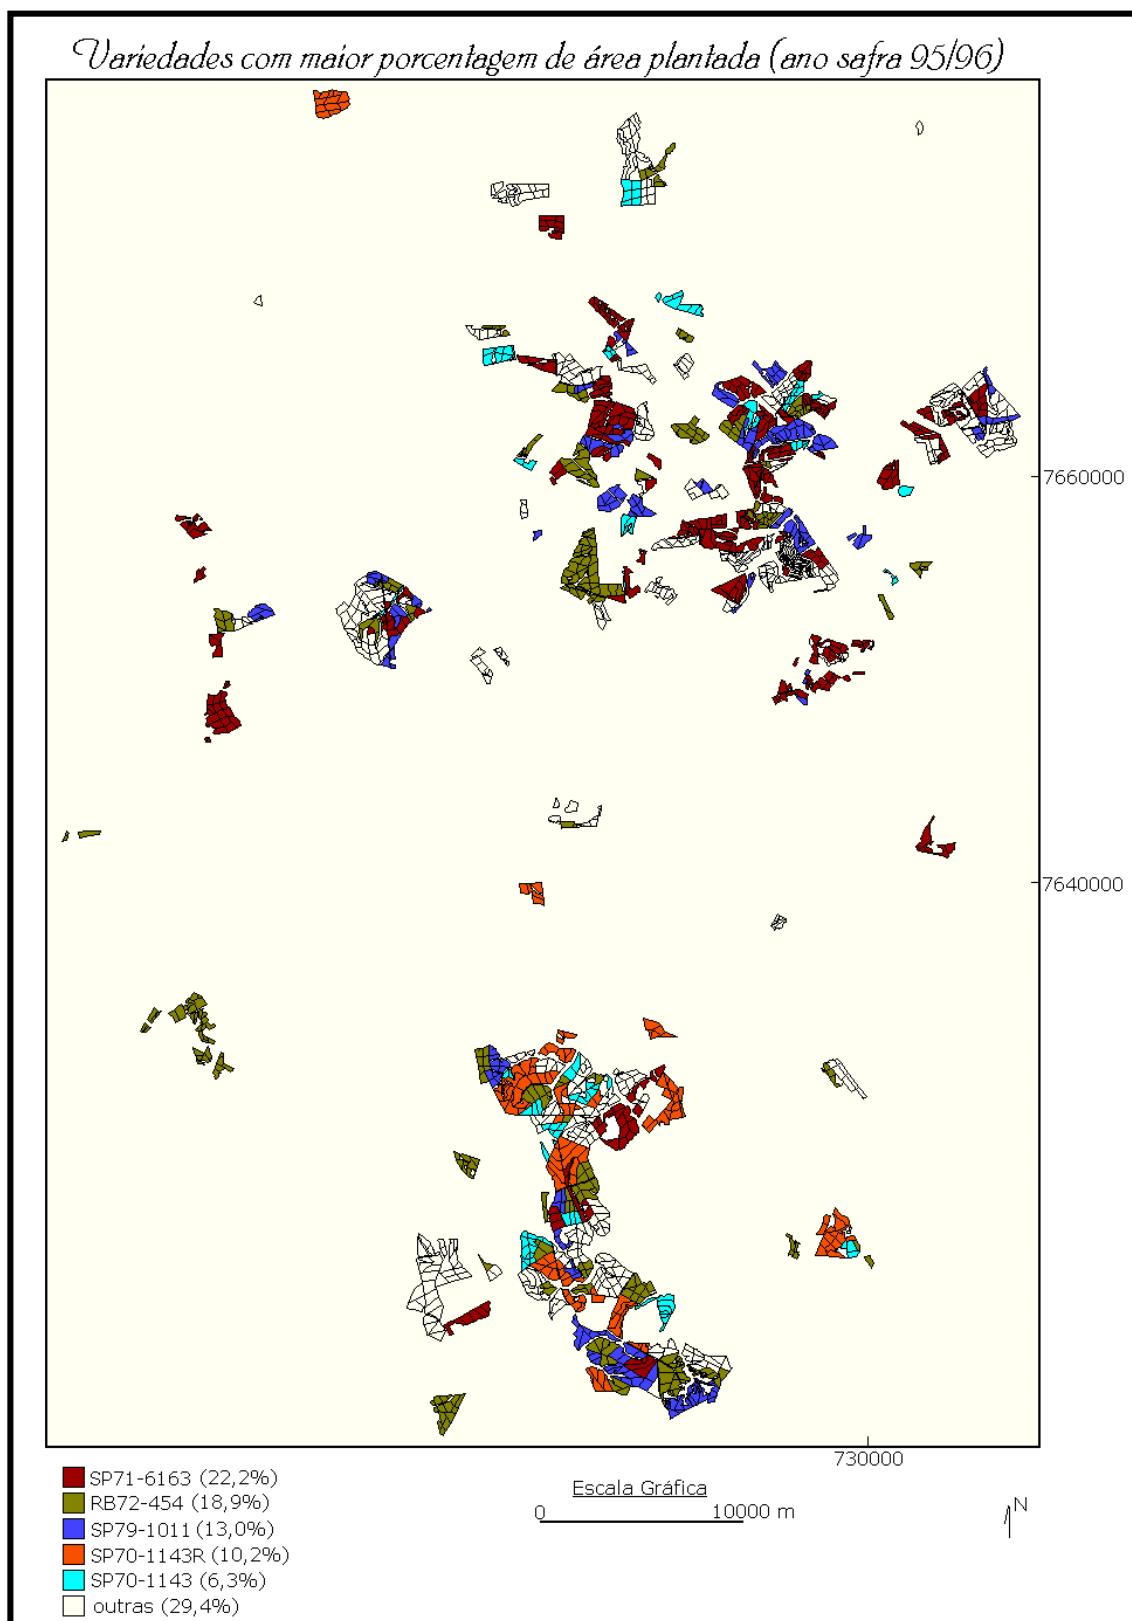 Variedades com maior porcentagem de área plantada (ano safra 95/96)
7660000
7640000
730000
SP71-6163 (22,2%)
RB72-454 (18,9%)
SP79-1011 (13,0%)
SP70-1143R (10,2%)
SP70-1143 (6,3%)
outras (29,4%)
Escala Gráfica
0 10000 m
N